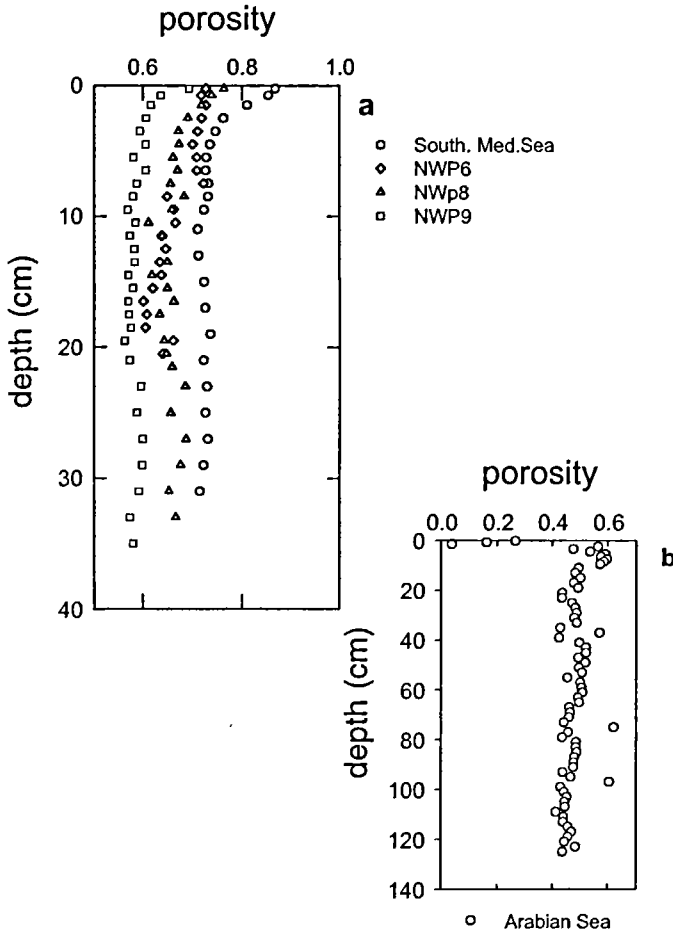 porosity
0.6 0.8 1.0
0
10
20
30
40
depth (cm)
a
South. Med.Sea
NWP6
NWp8
NWP9
porosity
0.0 0.2 0.4 0.6
b
0
20
40
60
80
100
120
140
depth (cm)
Arabian Sea